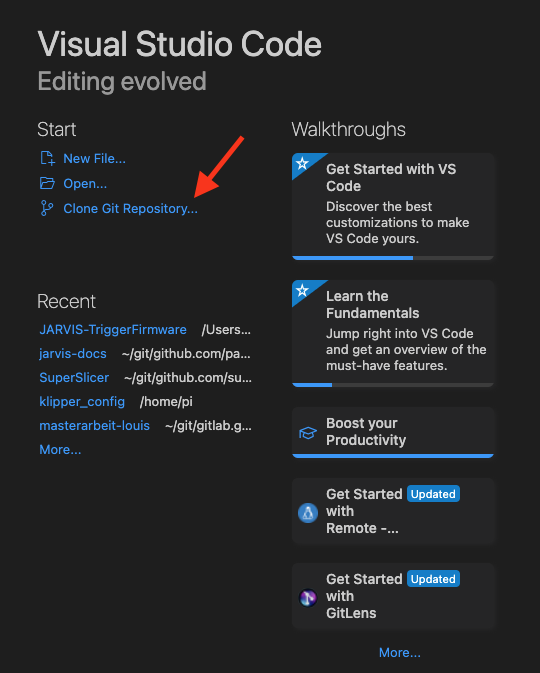 Visual Studio Code
Editing evolved
Start
New File...
Open...
Clone Git Repository...
Recent
JARVIS-TriggerFirmware /Users...
jarvis-docs ~/git/github.com/pa...
SuperSlicer ~/git/github.com/su...
klipper_config /home/pi
masterarbeit-louis ~/git/gitlab.g...
More...
Walkthroughs
Get Started with VS
Code
Discover the best
customizations to make
VS Code yours.
Learn the
Fundamentals
Jump right into VS Code
and get an overview of the
must-have features.
Boost your
Productivity
Get Started Updated
with
Remote -...
Get Started Updated
with
GitLens
More...